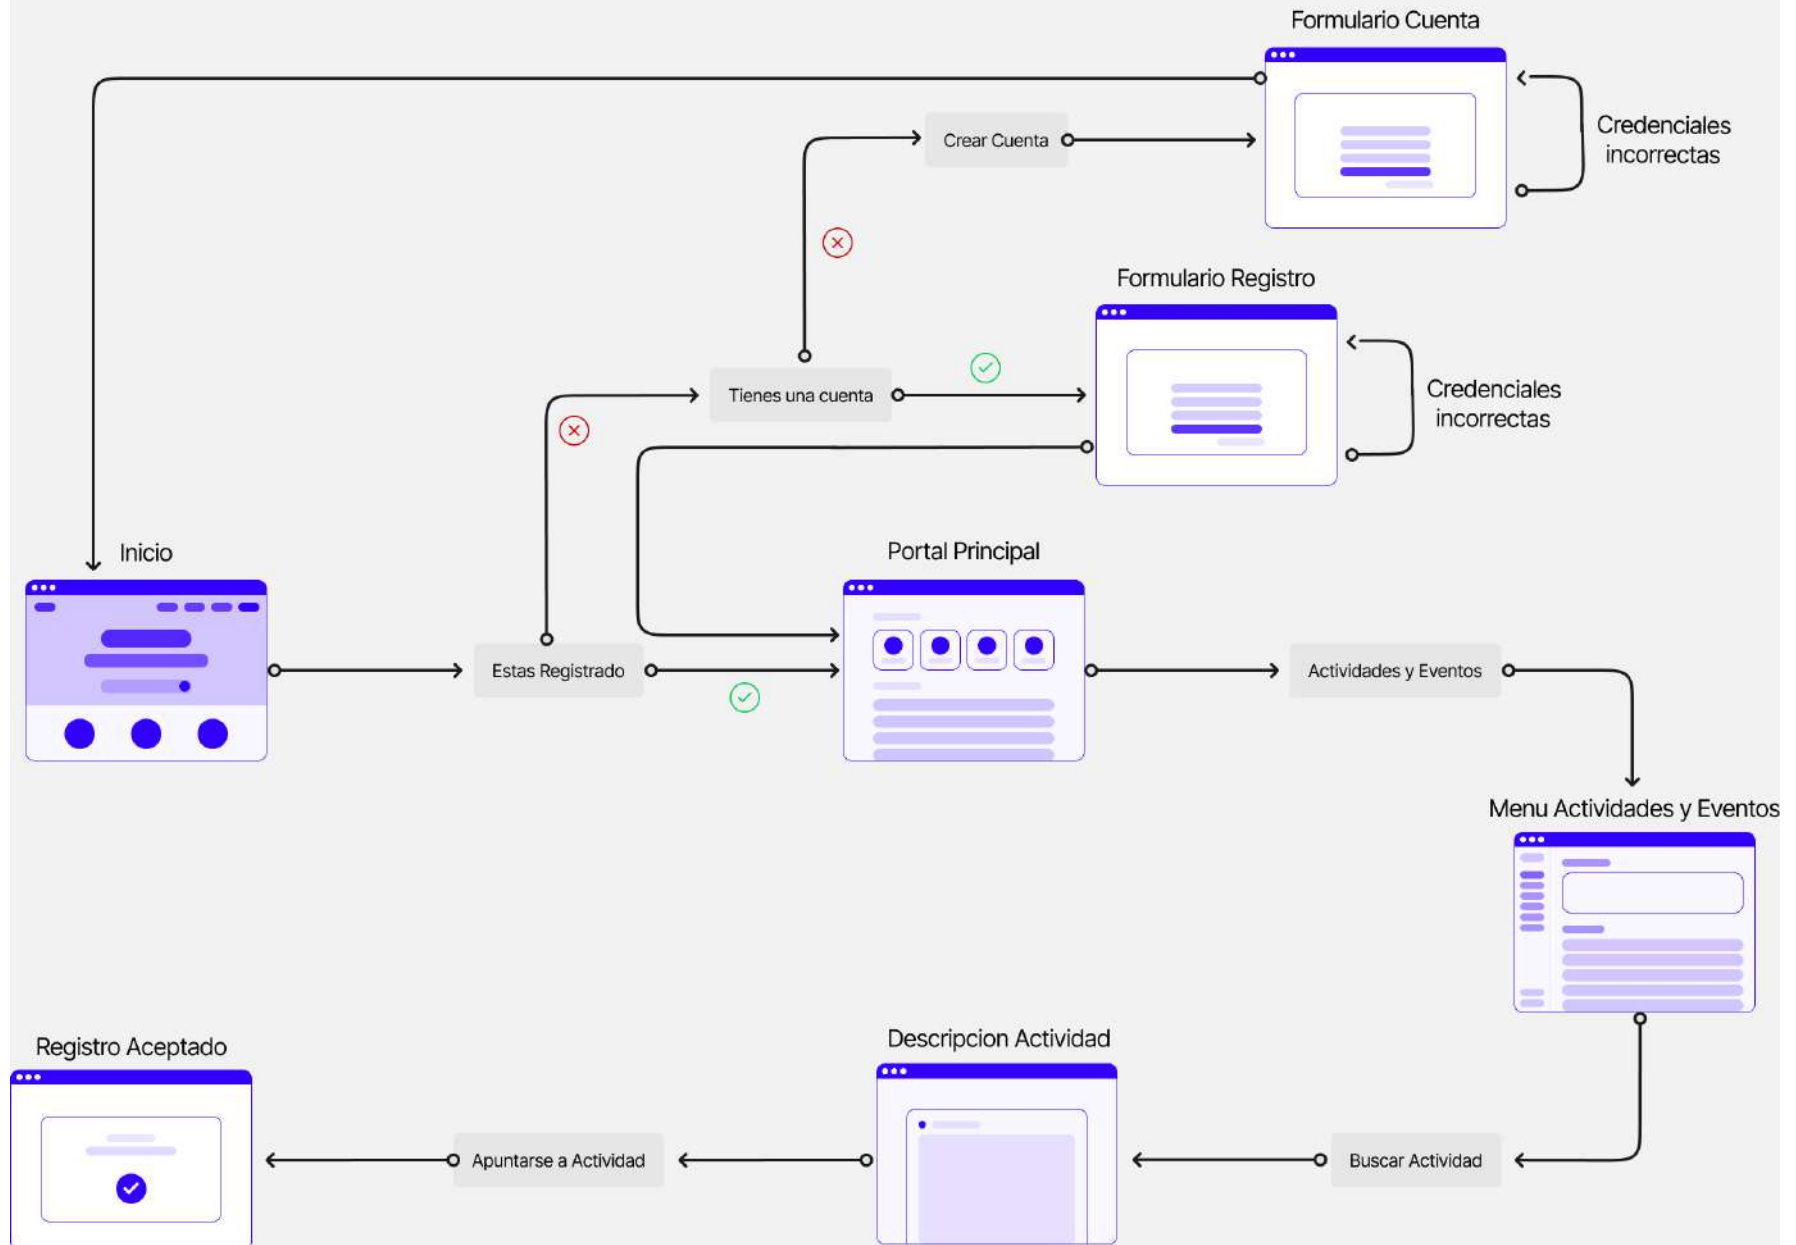 Formulario Cuenta
Crear Cuenta
Credenciales
incorrectas
Formulario Registro
Tienes una cuenta
Credenciales
incorrectas
Inicio
Portal Principal
Estas Registrado
Actividades y Eventos
Menu Actividades y Eventos
Registro Aceptado
Descripcion Actividad
Apuntarse a Actividad
Buscar Actividad